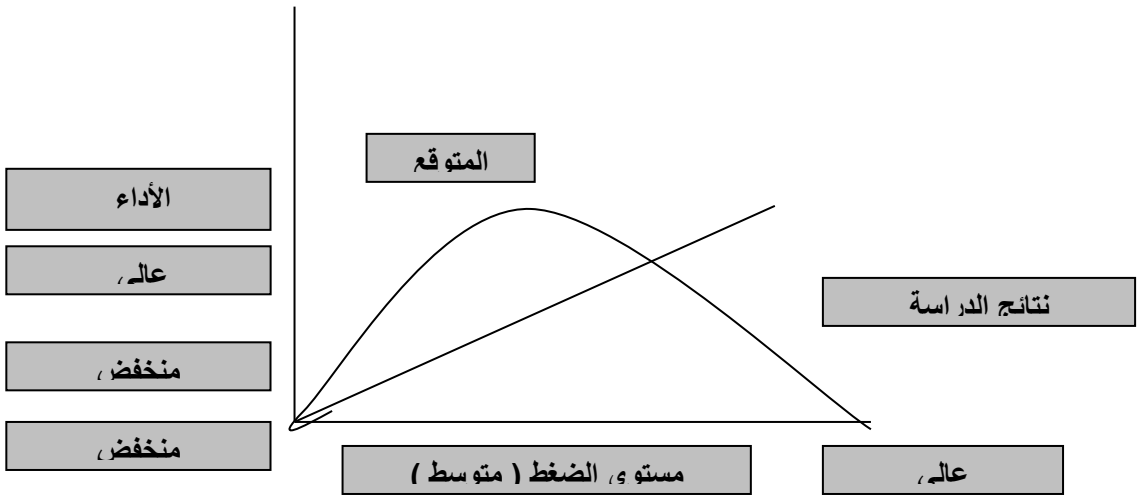 المتوقع
الأداء
عالي
نتائج الدراسة
منخفض
منخفض
مستوى الضغط ( متوسط )
عالي